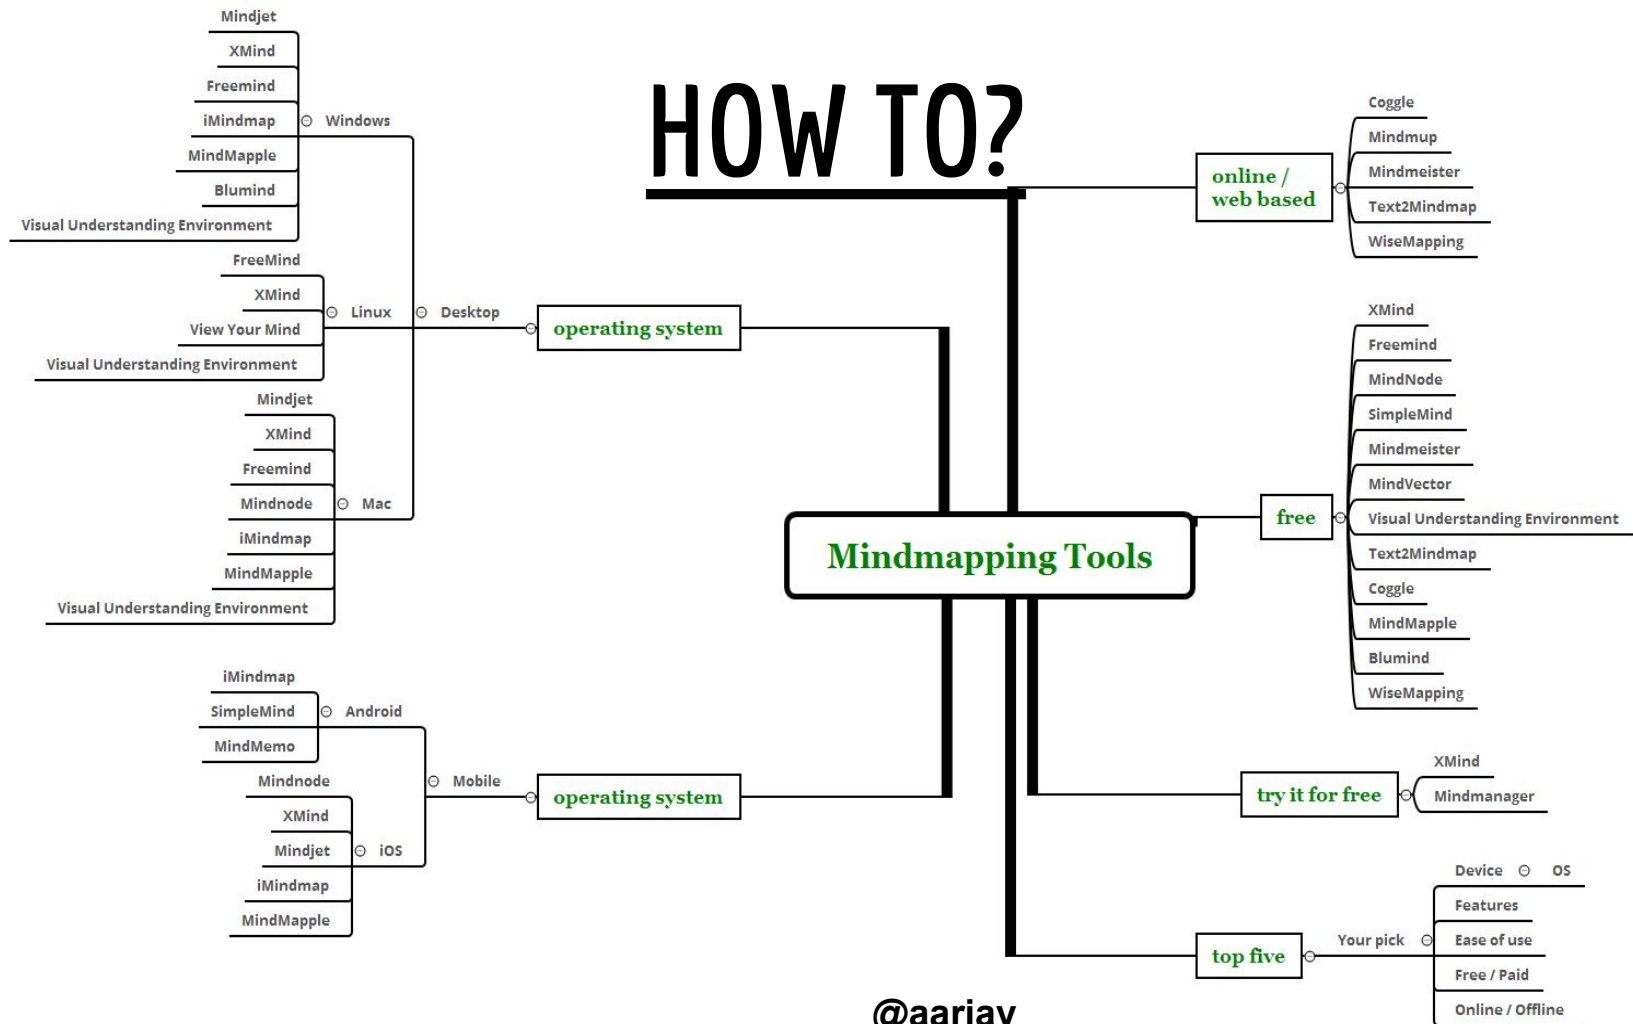 HOW TO?
Mindmapping Tools
operating system
Desktop
Windows
Mindjet
XMind
Freemind
iMindmap
MindMapple
Blumind
Visual Understanding Environment
Linux
FreeMind
XMind
View Your Mind
Visual Understanding Environment
Mac
Mindjet
XMind
Freemind
Mindnode
iMindmap
MindMapple
Visual Understanding Environment
operating system
Mobile
Android
iMindmap
SimpleMind
MindMemo
iOS
Mindnode
XMind
Mindjet
iMindmap
MindMapple
online /
web based
Coggle
Mindmup
Mindmeister
Text2Mindmap
WiseMapping
free
XMind
Freemind
MindNode
SimpleMind
Mindmeister
MindVector
Visual Understanding Environment
Text2Mindmap
Coggle
MindMapple
Blumind
WiseMapping
try it for free
XMind
Mindmanager
top five
Your pick
Device
OS
Features
Ease of use
Free / Paid
Online / Offline
@aarjav